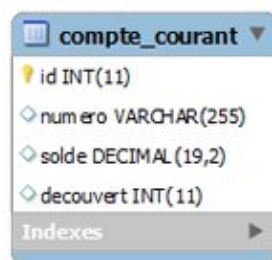 compte_courant
id INT(11)
numero VARCHAR(255)
solde DECIMAL(19,2)
decouvert INT(11)
Indexes